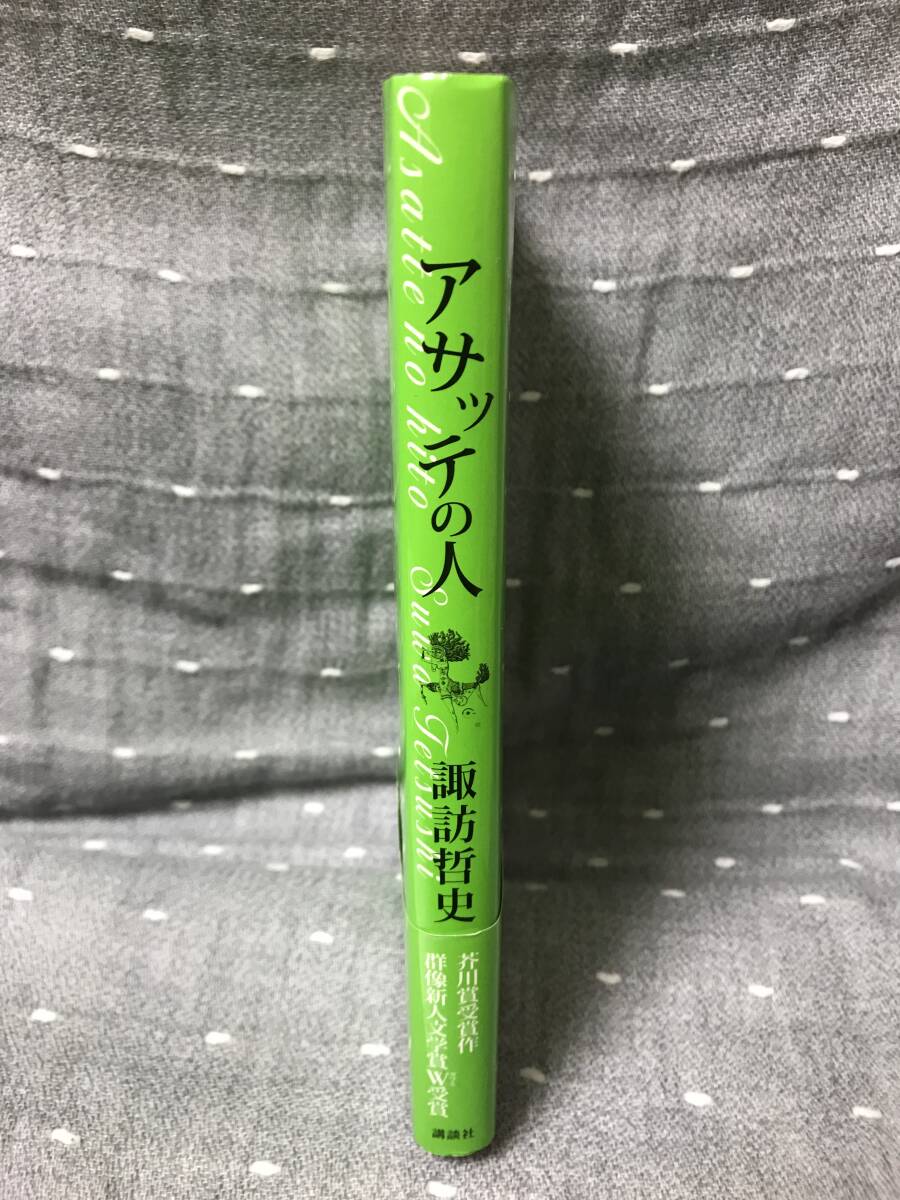 Asatte no hito Suwa Tetsushi
アサッテの人
諏訪哲史
芥川賞受賞作
群像新人文学賞W受賞
講談社